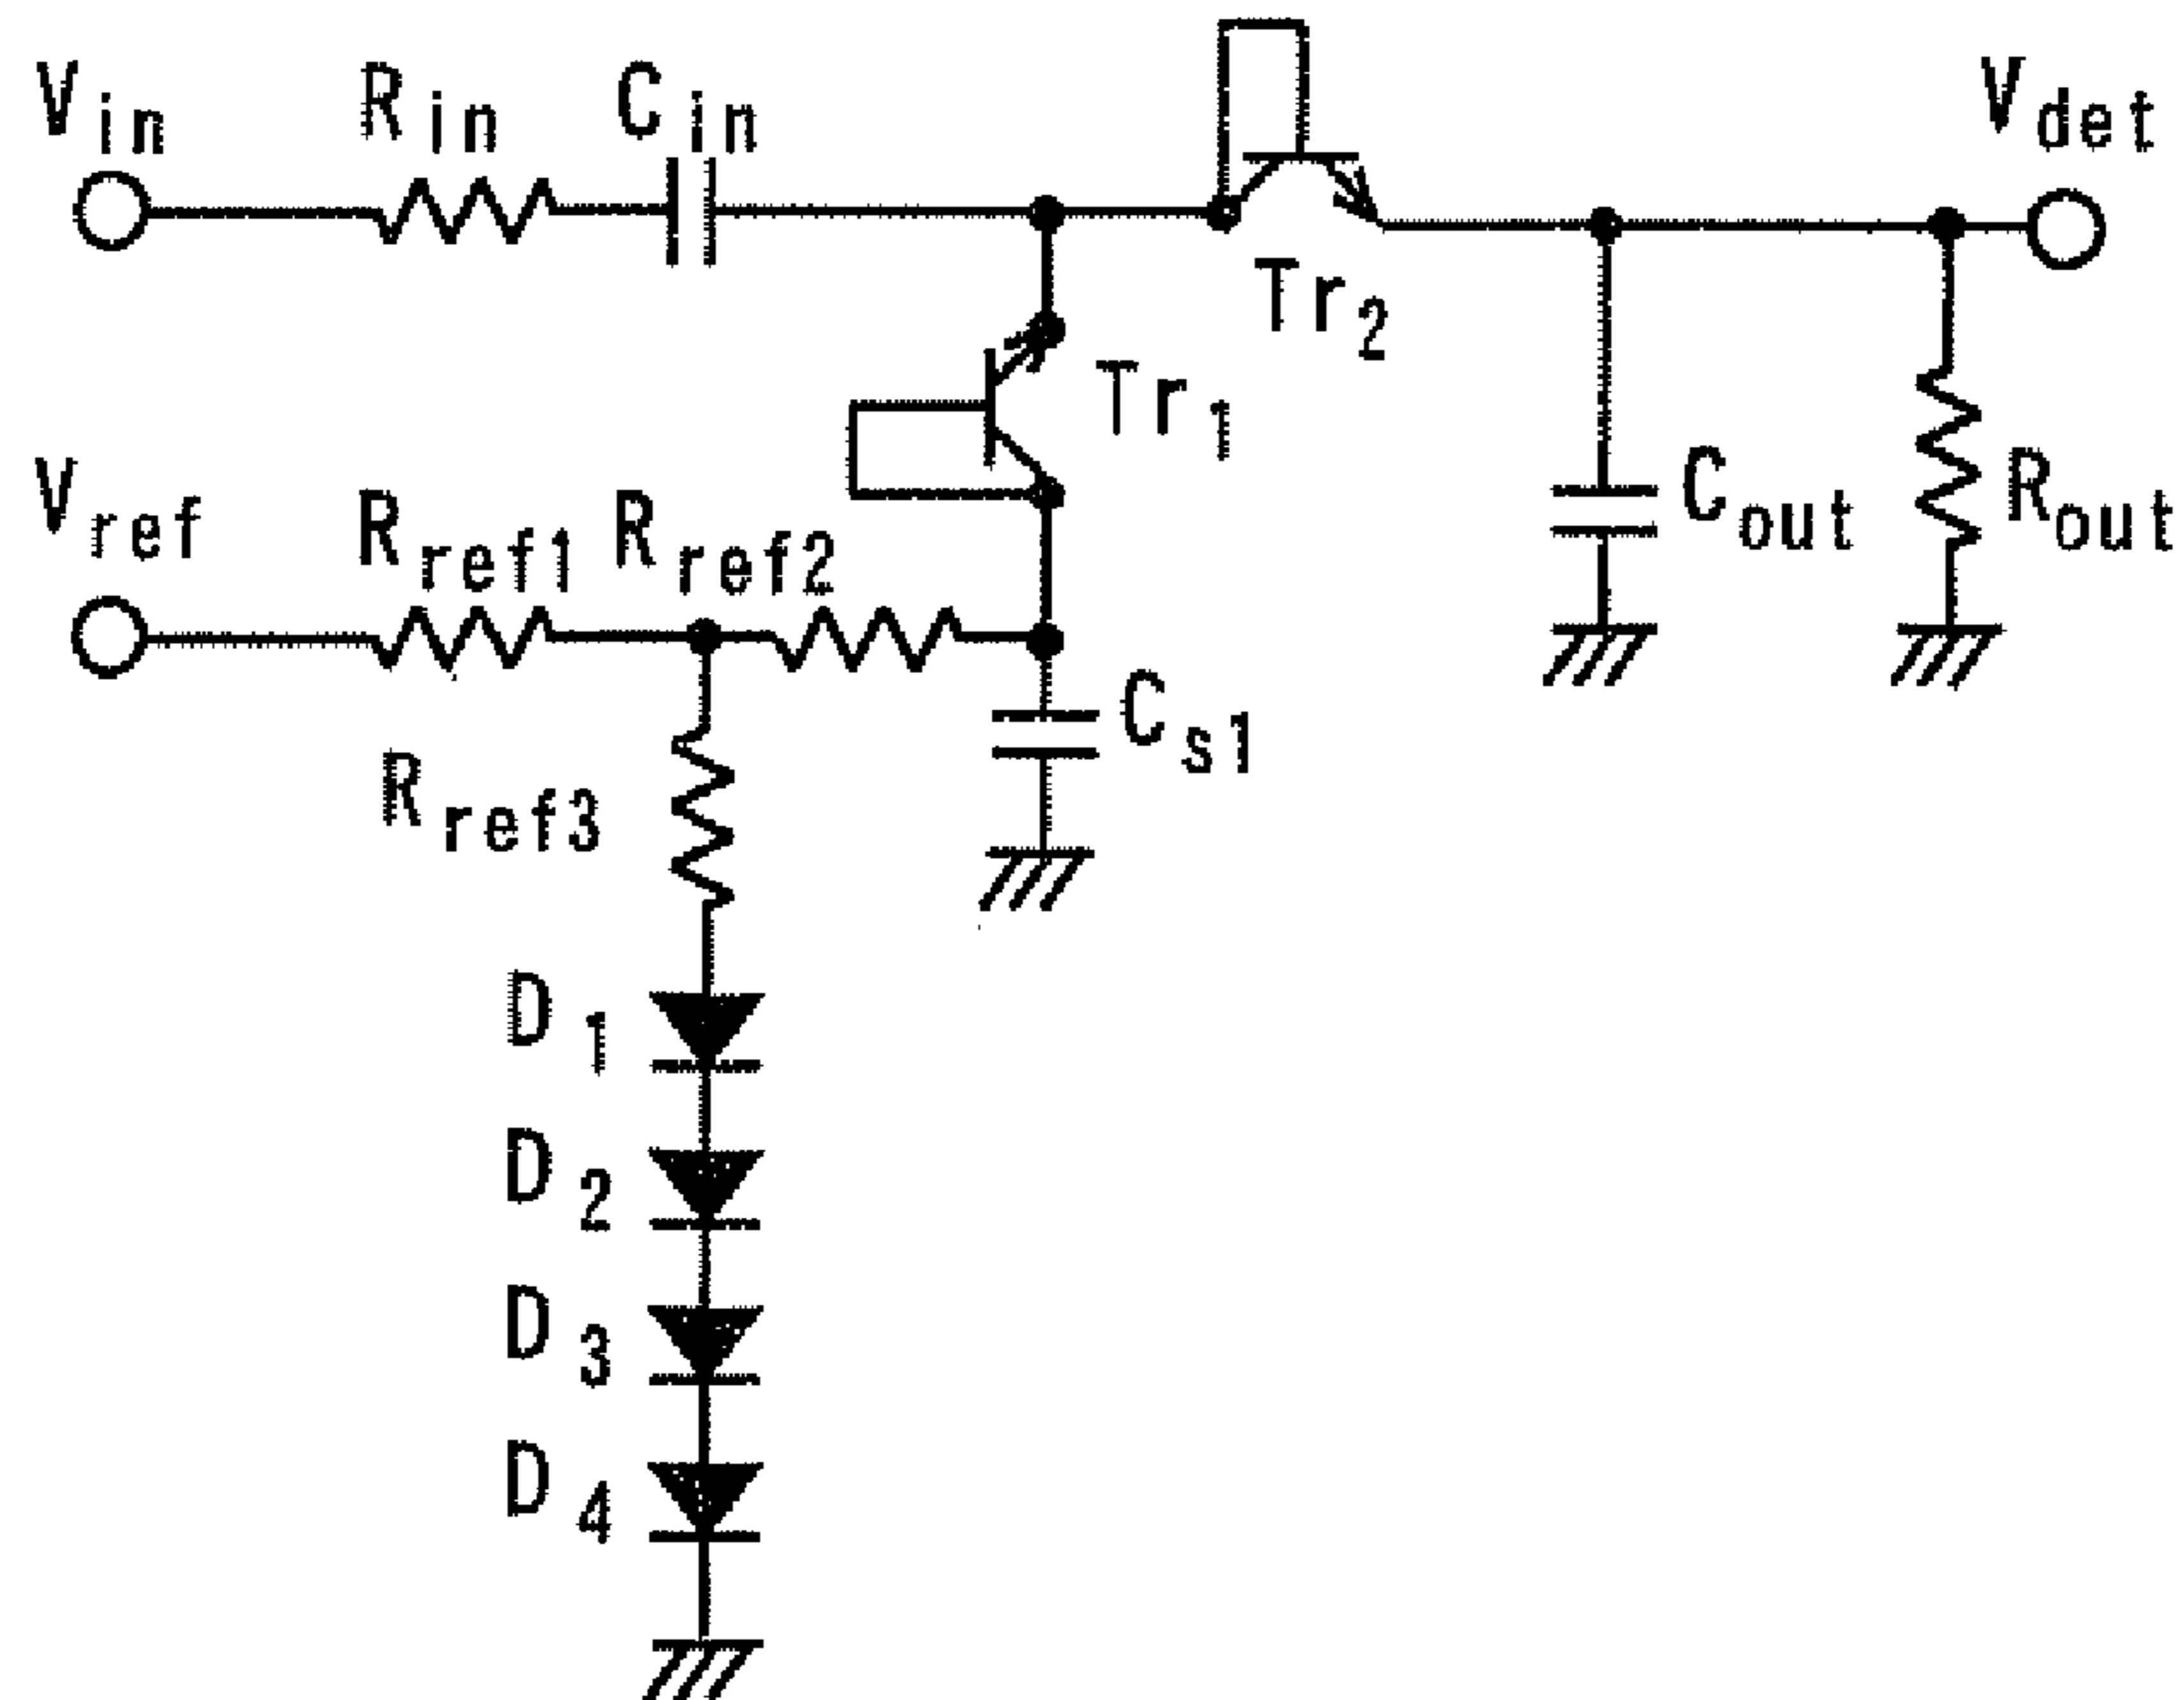 Vin Rin Cin Vdet
Tr2
Tr1
Vref Rref1 Rref2 Cout Rout
Cs1
Rref3
D1
D2
D3
D4